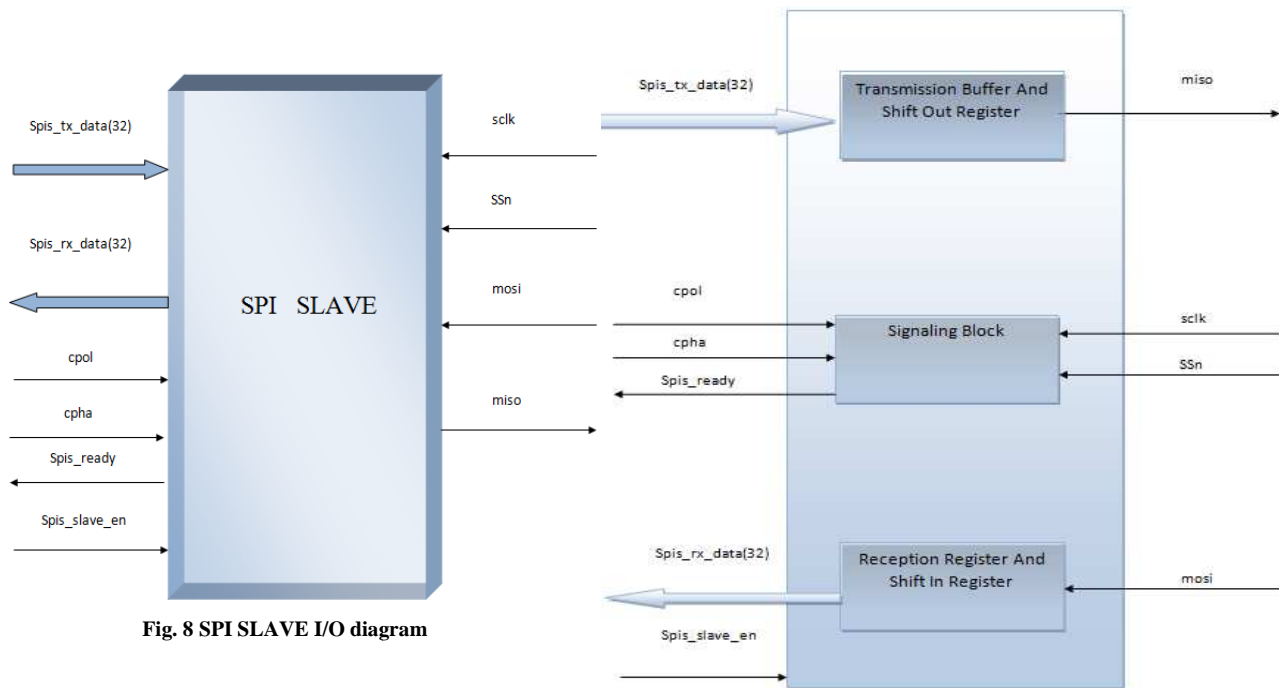 Spis_tx_data(32)
Spis_rx_data(32)
cpol
cpha
Spis_ready
Spis_slave_en
SPI SLAVE
sclk
SSn
mosi
miso
Fig. 8 SPI SLAVE I/O diagram
Spis_tx_data(32)
Transmission Buffer And
Shift Out Register
miso
cpol
cpha
Spis_ready
Signaling Block
sclk
SSn
Spis_rx_data(32)
Reception Register And
Shift In Register
mosi
Spis_slave_en